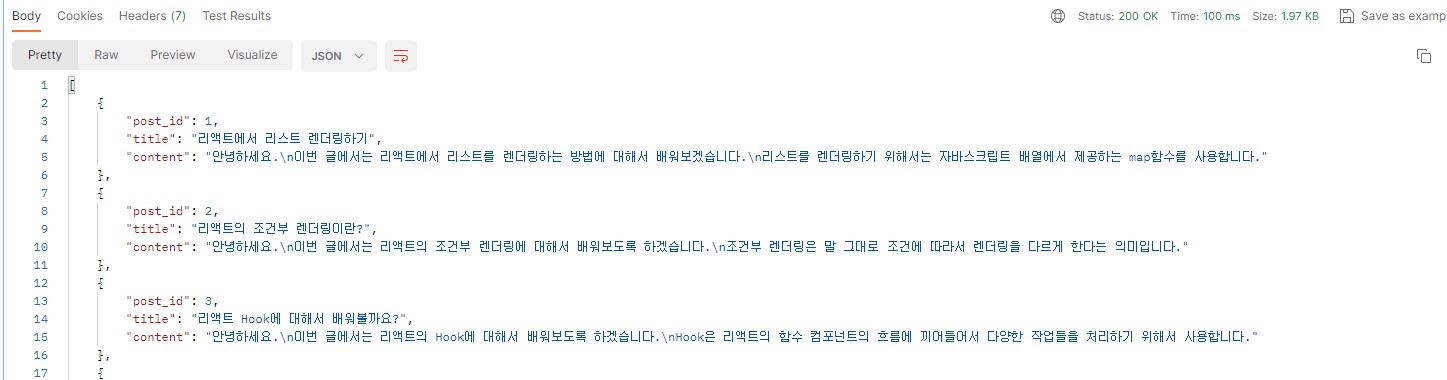 Body Cookies Headers (7) Test Results Status: 200 OK Time: 100 ms Size: 1.97 KB Save as examp
Pretty Raw Preview Visualize JSON
1 [
2 {
3 "post_id": 1,
4 "title": "리액트에서 리스트 렌더링하기",
5 "content": "안녕하세요.\n이번 글에서는 리액트에서 리스트를 렌더링하는 방법에 대해서 배워보겠습니다.\n리스트를 렌더링하기 위해서는 자바스크립트 배열에서 제공하는 map함수를 사용합니다."
6 },
7 {
8 "post_id": 2,
9 "title": "리액트의 조건부 렌더링이란?",
10 "content": "안녕하세요.\n이번 글에서는 리액트의 조건부 렌더링에 대해서 배워보도록 하겠습니다.\n조건부 렌더링은 말 그대로 조건에 따라서 렌더링을 다르게 한다는 의미입니다."
11 },
12 {
13 "post_id": 3,
14 "title": "리액트 Hook에 대해서 배워볼까요?",
15 "content": "안녕하세요.\n이번 글에서는 리액트의 Hook에 대해서 배워보도록 하겠습니다.\nHook은 리액트의 함수 컴포넌트의 흐름에 끼어들어서 다양한 작업들을 처리하기 위해서 사용합니다."
16 },
17 {